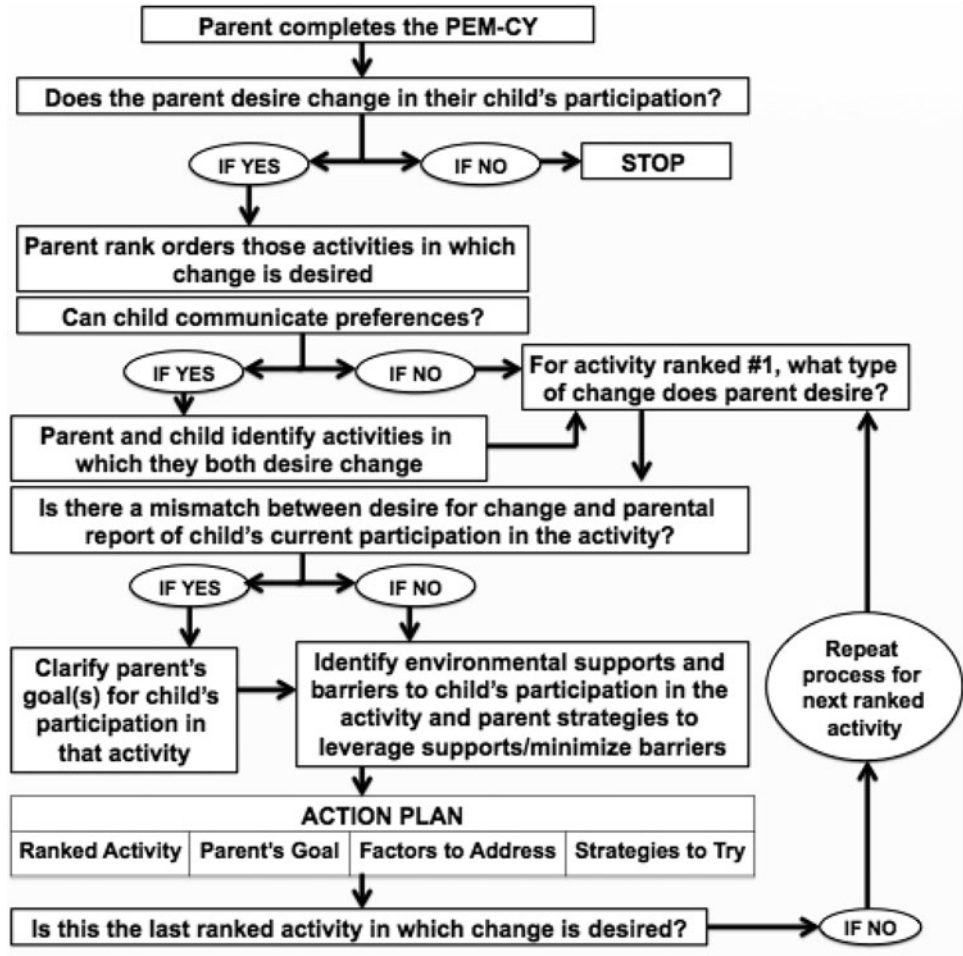 Parent completes the PEM-CY
Does the parent desire change in their child's participation?
IF YES
IF NO
STOP
Parent rank orders those activities in which
change is desired
Can child communicate preferences?
IF YES
IF NO
For activity ranked #1, what type
of change does parent desire?
Parent and child identify activities in
which they both desire change
Is there a mismatch between desire for change and parental
report of child's current participation in the activity?
IF YES
IF NO
Clarify parent's
goal(s) for child's
participation in
that activity
Identify environmental supports and
barriers to child's participation in the
activity and parent strategies to
leverage supports/minimize barriers
Repeat
process for
next ranked
activity
ACTION PLAN
Ranked Activity
Parent's Goal
Factors to Address
Strategies to Try
Is this the last ranked activity in which change is desired?
IF NO